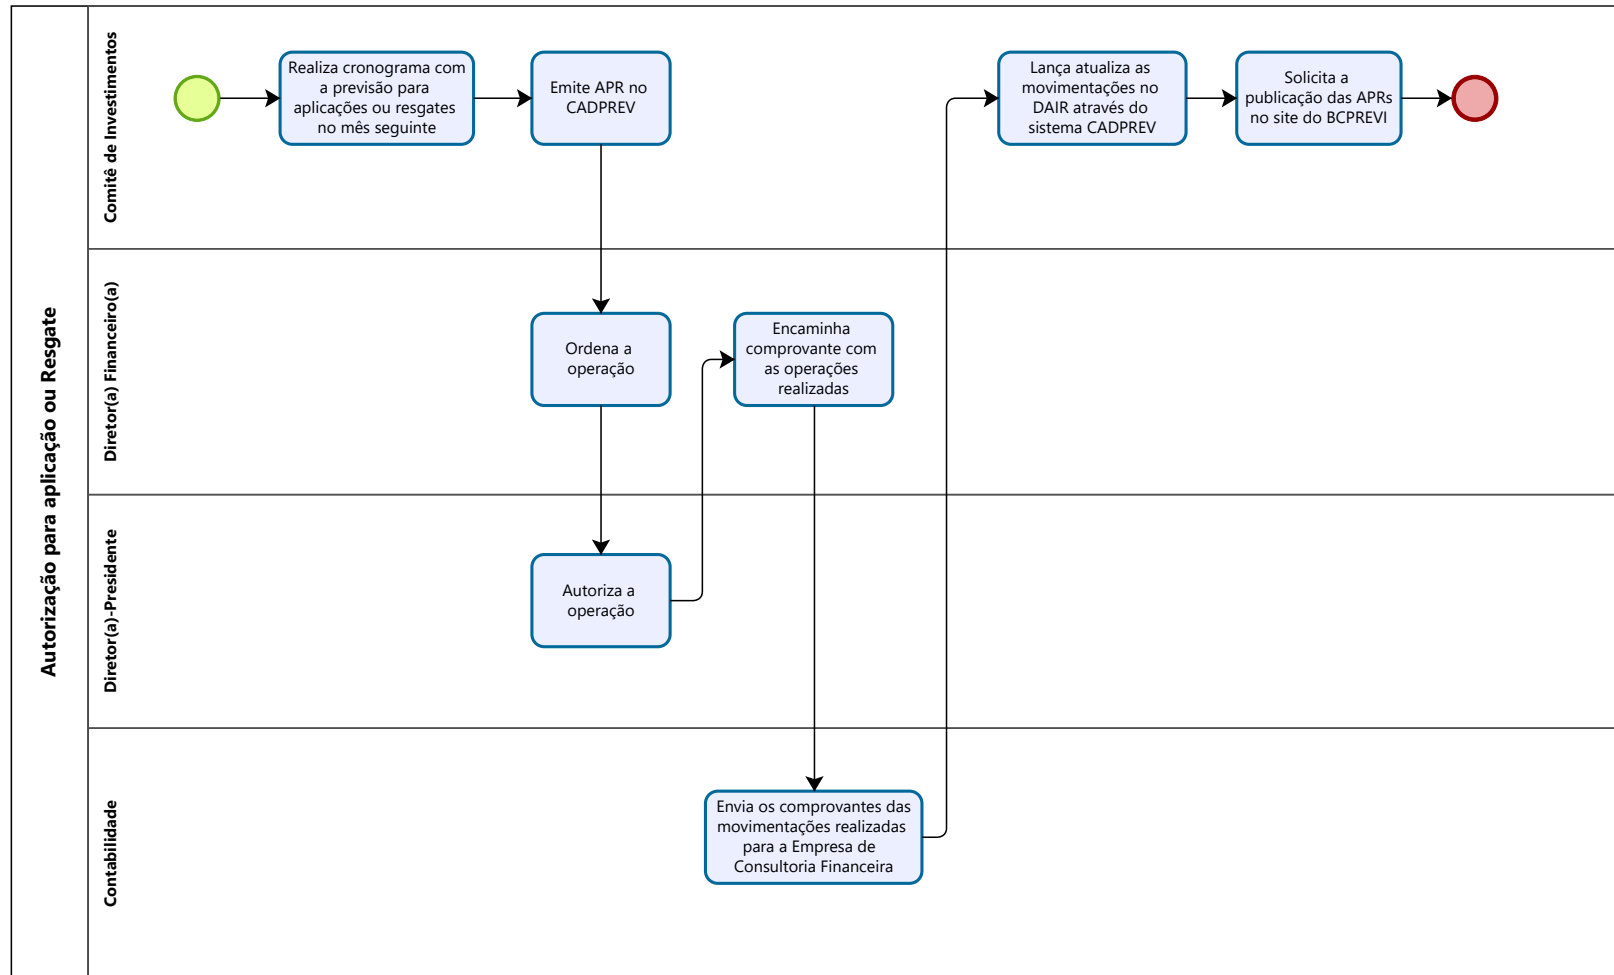 Autorização para aplicação ou Resgate
Comitê de Investimentos
Realiza cronograma com
a previsão para
aplicações ou resgates
no mês seguinte
Emite APR no
CADPREV
Lança atualiza as
movimentações no
DAIR através do
sistema CADPREV
Solicita a
publicação das APRs
no site do BCPREVI
Diretor(a) Financeiro(a)
Ordena a
operação
Encaminha
comprovante com
as operações
realizadas
Diretor(a)-Presidente
Autoriza a
operação
Contabilidade
Envia os comprovantes das
movimentações realizadas
para a Empresa de
Consultoria Financeira